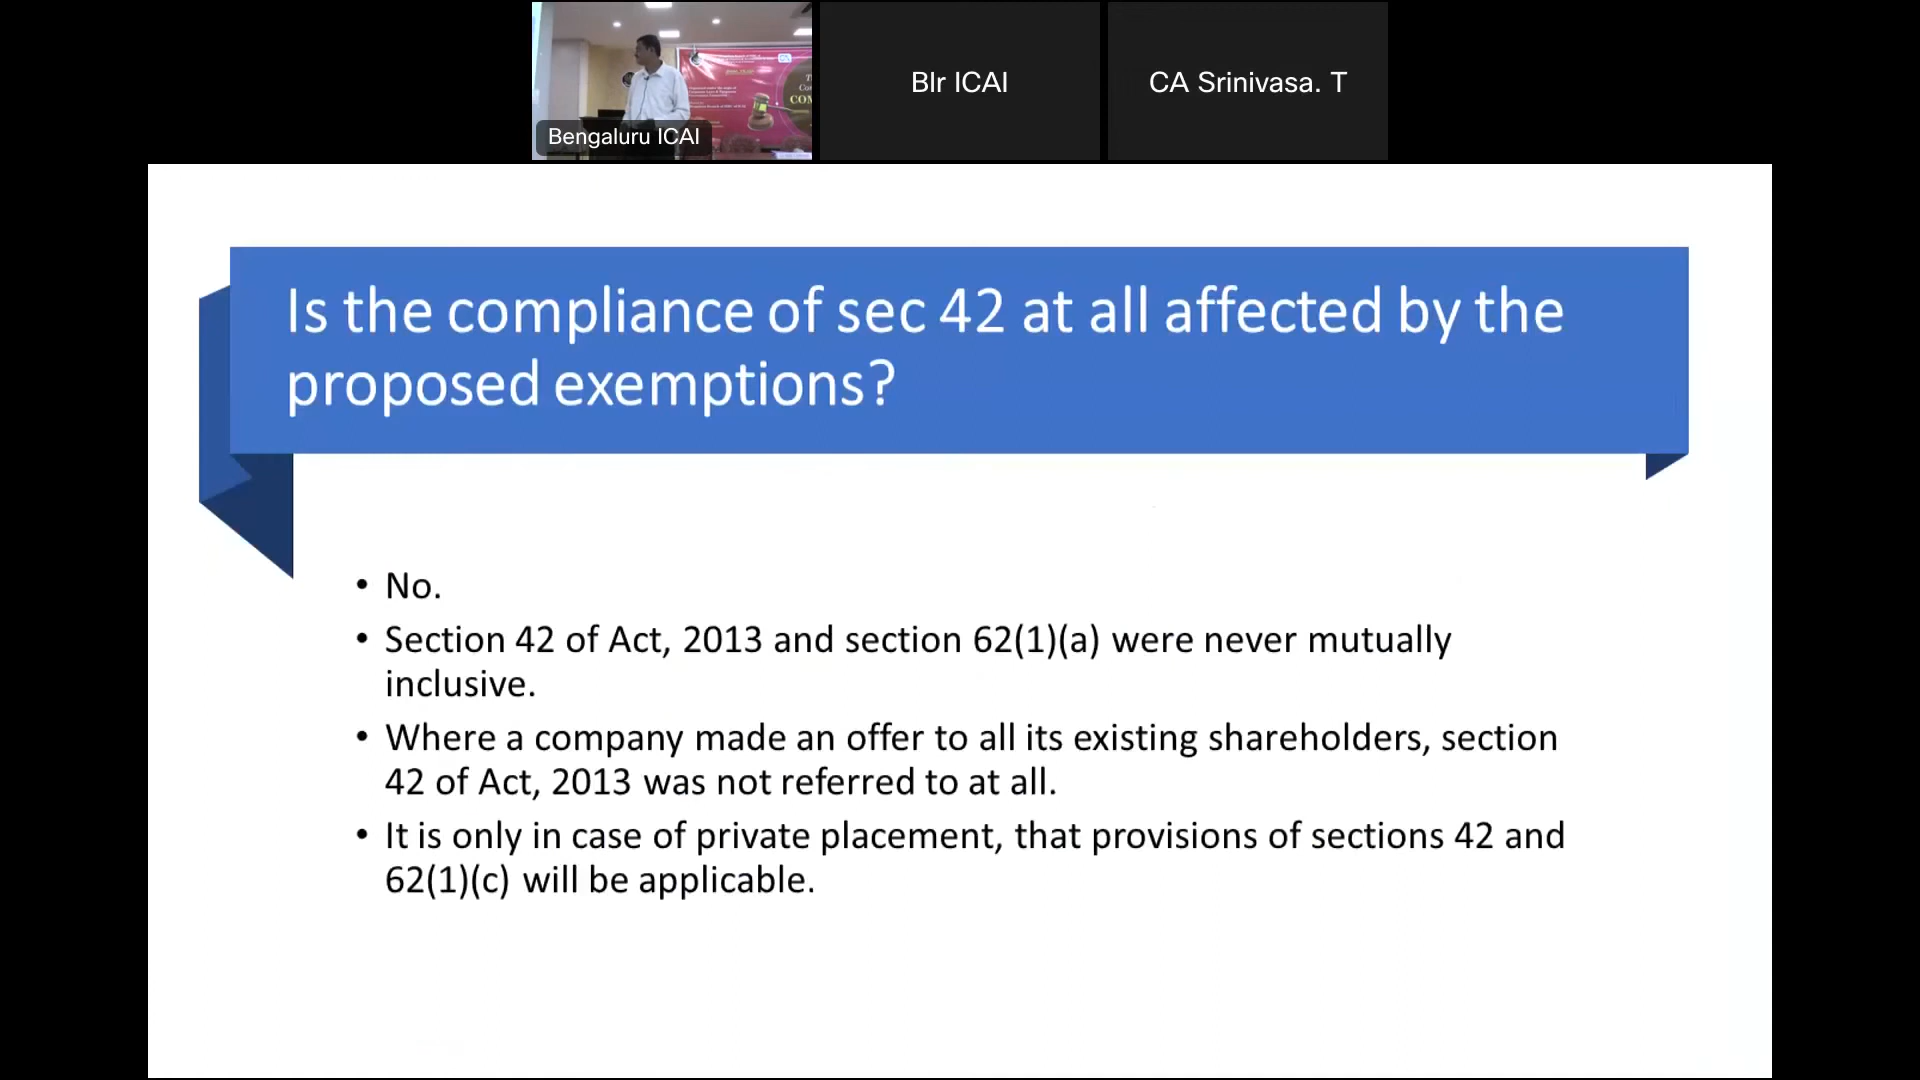 Bengaluru ICAI
Blr ICAI
CA Srinivasa. T
Is the compliance of sec 42 at all affected by the
proposed exemptions?
• No.
• Section 42 of Act, 2013 and section 62(1)(a) were never mutually
inclusive.
• Where a company made an offer to all its existing shareholders, section
42 of Act, 2013 was not referred to at all.
• It is only in case of private placement, that provisions of sections 42 and
62(1)(c) will be applicable.